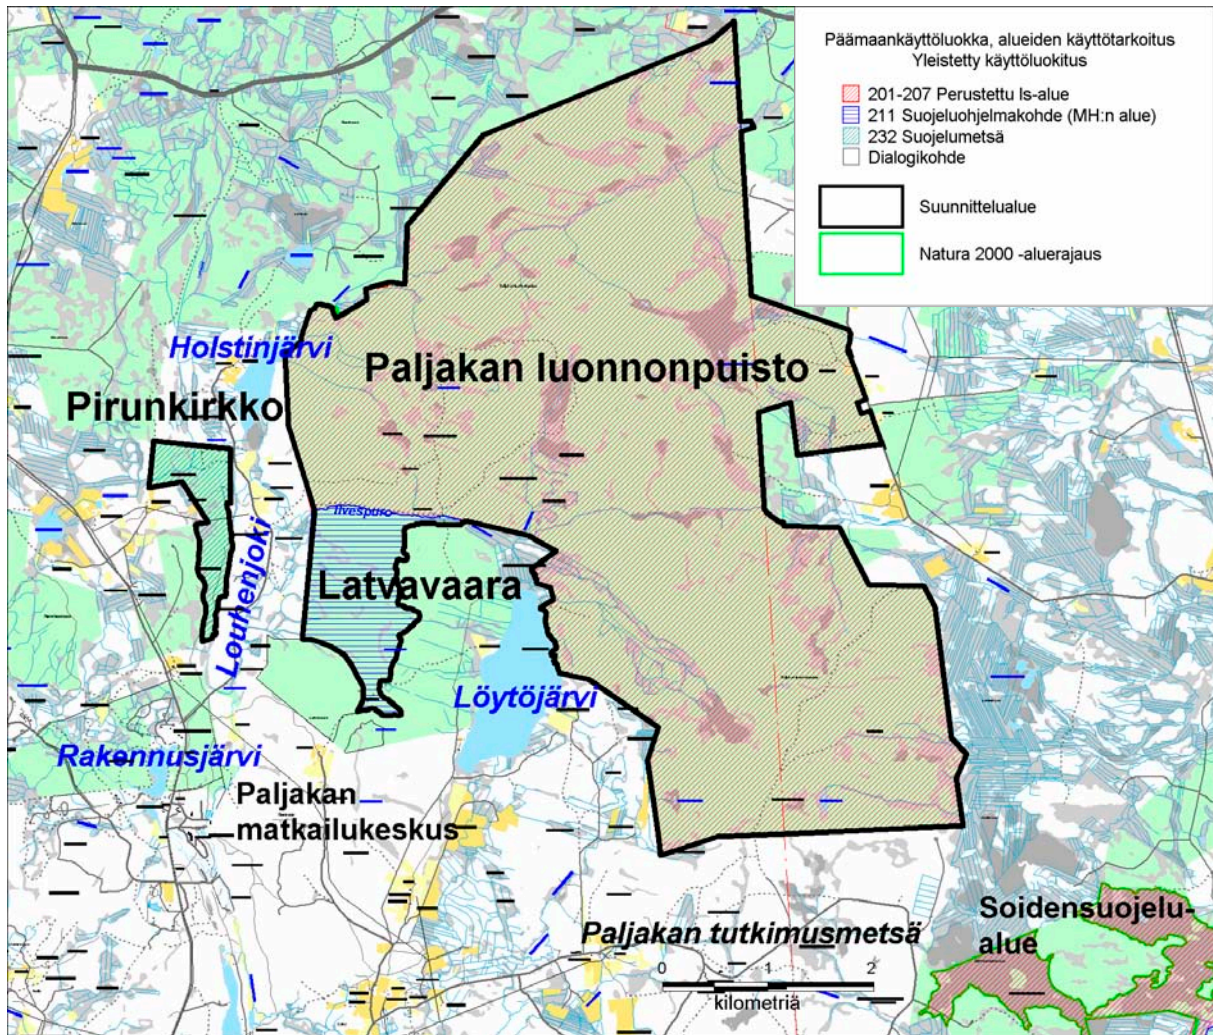 Päämaankäyttöluokka, alueiden käyttötarkoitus
Yleistetty käyttöluokitus
201-207 Perustettu ls-alue
211 Suojeluohjelmakohde (MH:n alue)
232 Suojelumetsä
Dialogikohde
Suunnittelualue
Natura 2000 -aluerajaus
Holstinjärvi
Paljakan luonnonpuisto
Pirunkirkko
Ilvespuro
Latvavaara
Louhenjoki
Löytöjärvi
Rakennusjärvi
Paljakan
matkailukeskus
Soidensuojelu-
alue
Paljakan tutkimusmetsä
0 1 2
kilometriä